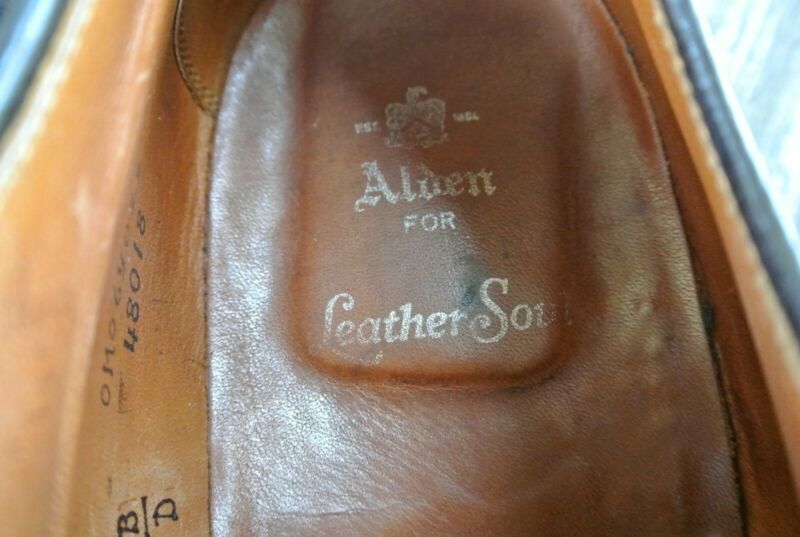 EST. 1884
Alden
FOR
Leather Soul
48018
B/D